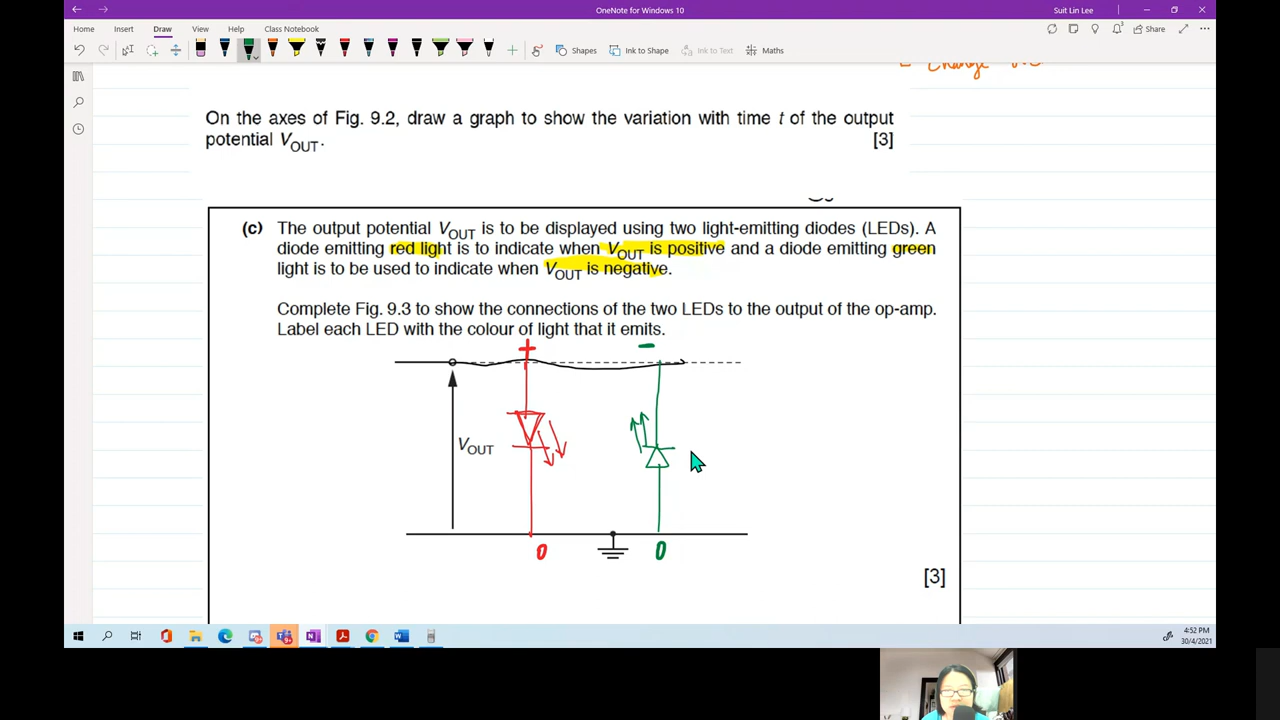 OneNote for Windows 10
Suit Lin Lee
Home Insert Draw View Help Class Notebook
Share
Shapes Ink to Shape Ink to Text Maths
change
On the axes of Fig. 9.2, draw a graph to show the variation with time t of the output
potential VOUT. [3]
(c) The output potential VOUT is to be displayed using two light-emitting diodes (LEDs). A
diode emitting red light is to indicate when VOUT is positive and a diode emitting green
light is to be used to indicate when VOUT is negative.
Complete Fig. 9.3 to show the connections of the two LEDs to the output of the op-amp.
Label each LED with the colour of light that it emits.
+ -
VOUT
0 0
[3]
4:52 PM
30/4/2021